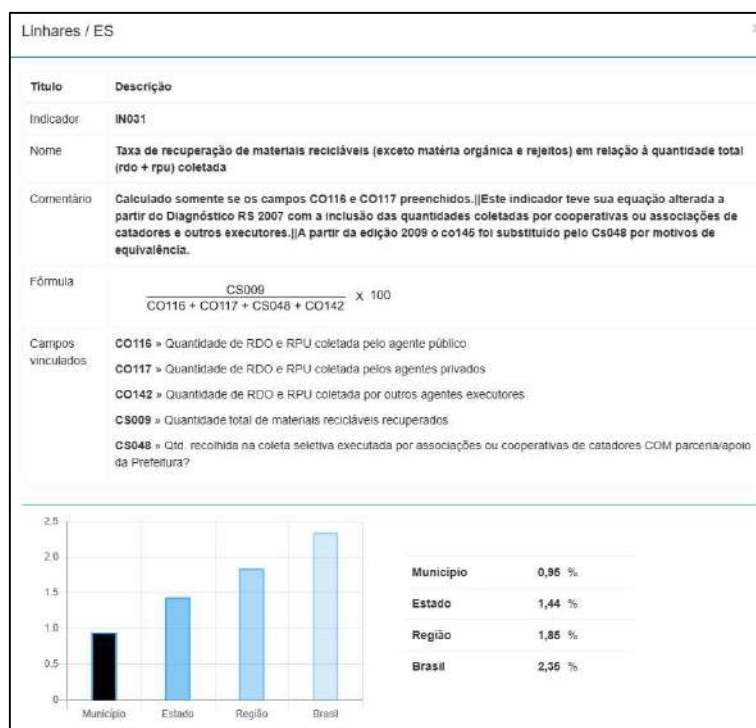 Linhares / ES
Título Descrição
Indicador IN031
Nome Taxa de recuperação de materiais recicláveis (exceto matéria orgânica e rejeitos) em relação à quantidade total
(rdo + rpu) coletada
Comentário Calculado somente se os campos CO116 e CO117 preenchidos.||Este indicador teve sua equação alterada a
partir do Diagnóstico RS 2007 com a inclusão das quantidades coletadas por cooperativas ou associações de
catadores e outros executores.||A partir da edição 2009 o co145 foi substituído pelo Cs048 por motivos de
equivalência.
Fórmula
CS009
CO116 + CO117 + CS048 + CO142
X 100
Campos
vinculados
CO116 » Quantidade de RDO e RPU coletada pelo agente público
CO117 » Quantidade de RDO e RPU coletada pelos agentes privados
CO142 » Quantidade de RDO e RPU coletada por outros agentes executores
CS009 » Quantidade total de materiais recicláveis recuperados
CS048 » Qtd. recolhida na coleta seletiva executada por associações ou cooperativas de catadores COM parceria/apoio
da Prefeitura?
2.5
2.0
1.5
1.0
0.5
0
Município Estado Região Brasil
Município 0,95 %
Estado 1,44 %
Região 1,85 %
Brasil 2,35 %